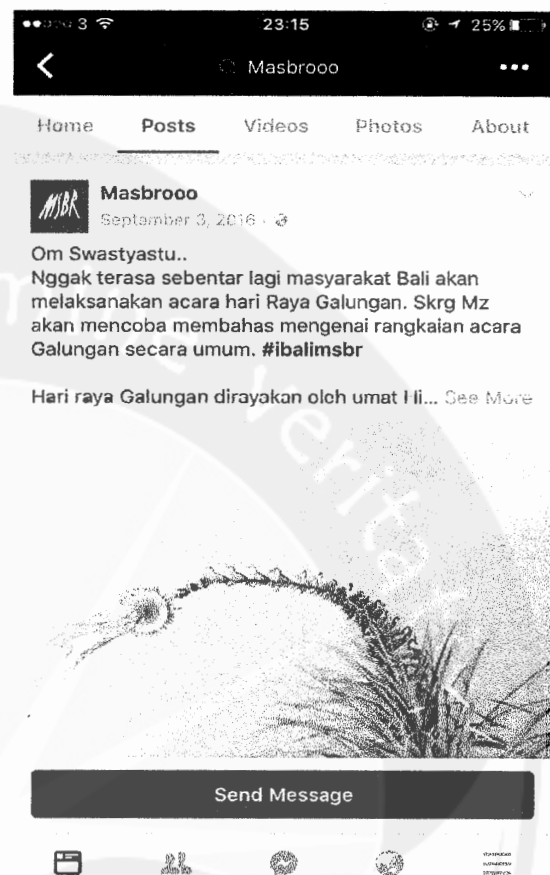 3 23:15 25%
Masbrooo
Home Posts Videos Photos About
MSBR
Masbrooo
September 3, 2016
Om Swastyastu..
Nggak terasa sebentar lagi masyarakat Bali akan
melaksanakan acara hari Raya Galungan. Skrg Mz
akan mencoba membahas mengenai rangkaian acara
Galungan secara umum. #ibalimsbr
Hari raya Galungan dirayakan oleh umat Hi... See More
Send Message